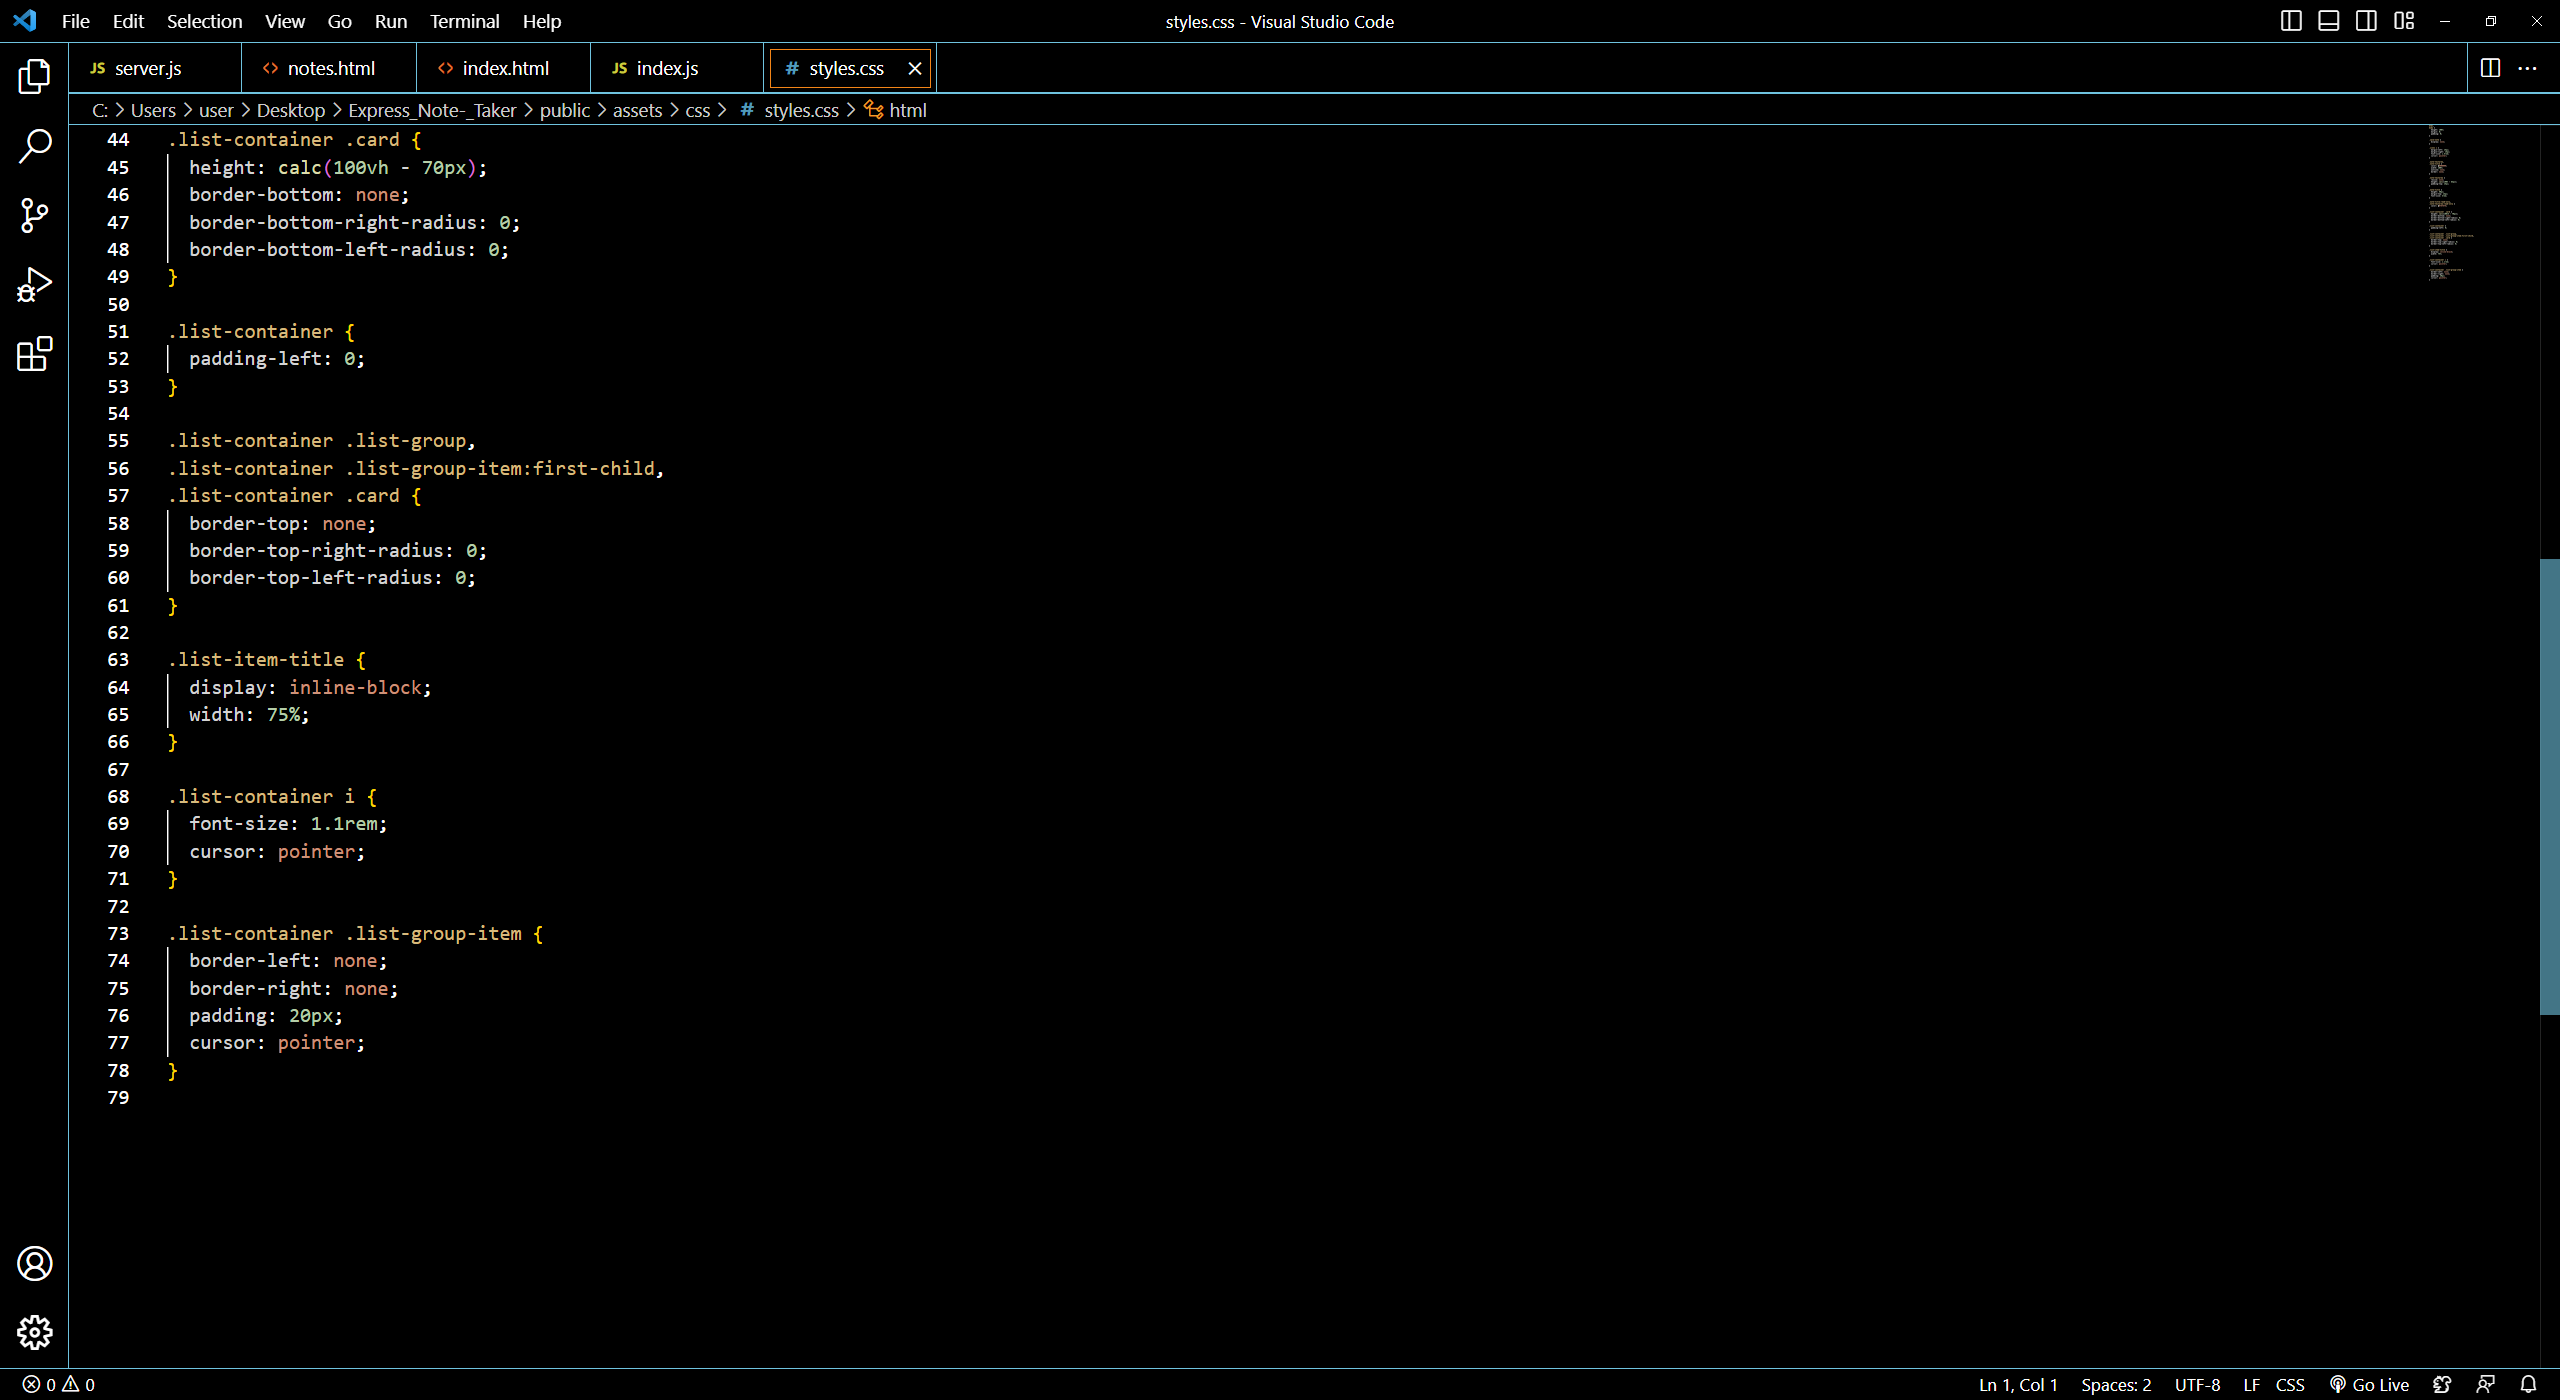 File Edit Selection View Go Run Terminal Help
styles.css - Visual Studio Code
JS server.js <> notes.html <> index.html JS index.js # styles.css
C: > Users > user > Desktop > Express_Note-_Taker > public > assets > css > # styles.css > html
44 .list-container .card {
45 height: calc(100vh - 70px);
46 border-bottom: none;
47 border-bottom-right-radius: 0;
48 border-bottom-left-radius: 0;
49 }
50
51 .list-container {
52 padding-left: 0;
53 }
54
55 .list-container .list-group,
56 .list-container .list-group-item:first-child,
57 .list-container .card {
58 border-top: none;
59 border-top-right-radius: 0;
60 border-top-left-radius: 0;
61 }
62
63 .list-item-title {
64 display: inline-block;
65 width: 75%;
66 }
67
68 .list-container i {
69 font-size: 1.1rem;
70 cursor: pointer;
71 }
72
73 .list-container .list-group-item {
74 border-left: none;
75 border-right: none;
76 padding: 20px;
77 cursor: pointer;
78 }
79
0 0 Ln 1, Col 1 Spaces: 2 UTF-8 LF CSS Go Live